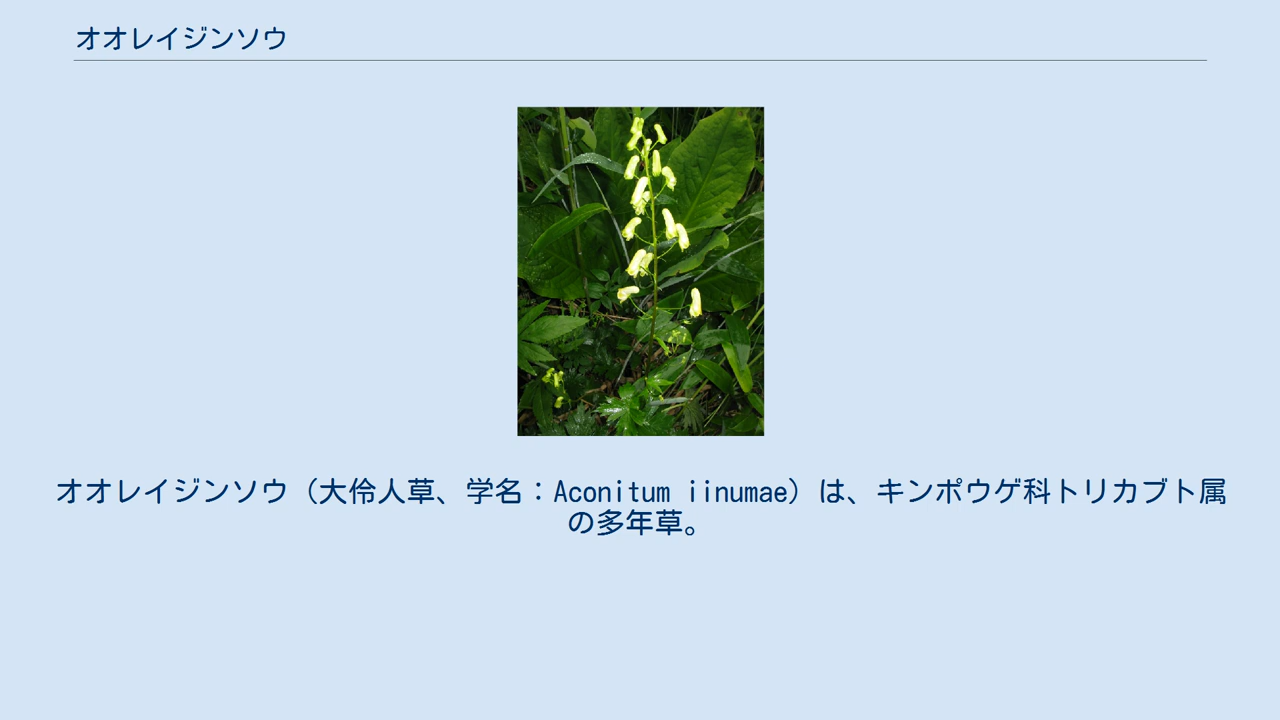 オオレイジンソウ
オオレイジンソウ（大伶人草、学名：Aconitum iinumae）は、キンポウゲ科トリカブト属
の多年草。